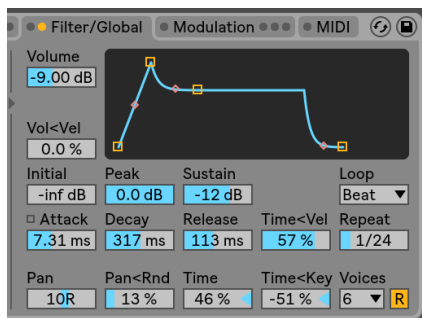 Filter/Global Modulation MIDI
Volume
-9.00 dB
Vol<Vel
0.0 %
Initial Peak Sustain Loop
-inf dB 0.0 dB -12 dB Beat
Attack Decay Release Time<Vel Repeat
7.31 ms 317 ms 113 ms 57 % 1/24
Pan Pan<Rnd Time Time<Key Voices
10R 13 % 46 % -51 % 6 R